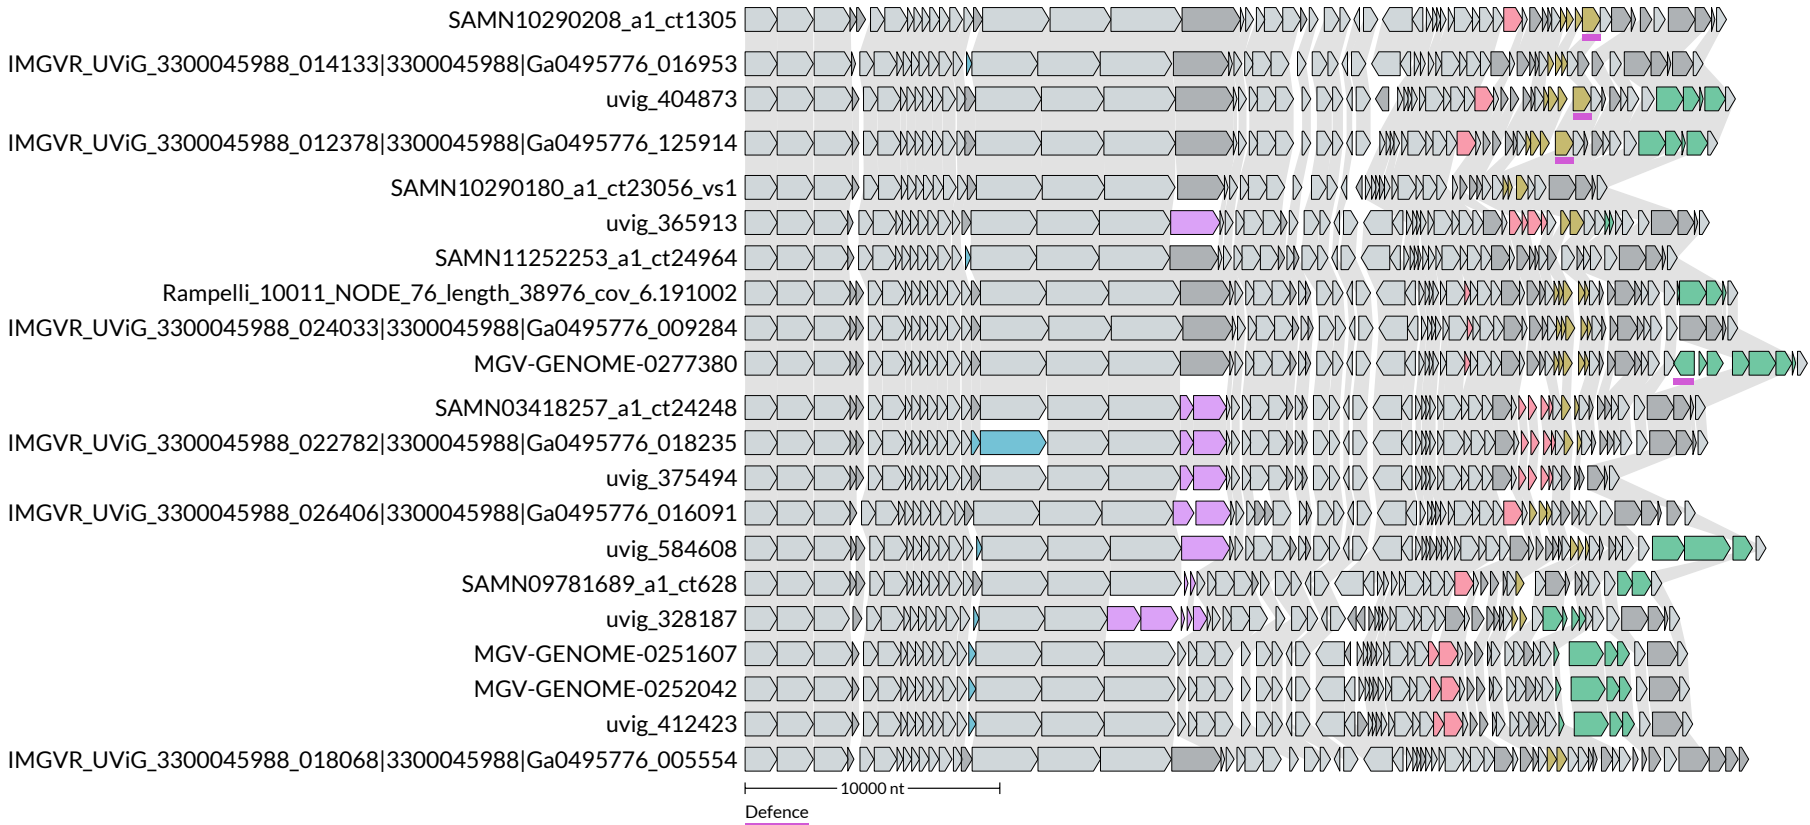 SAMN10290208_a1_ct1305
IMGVR_UViG_3300045988_014133|3300045988|Ga0495776_016953
uvig_404873
IMGVR_UViG_3300045988_012378|3300045988|Ga0495776_125914
SAMN10290180_a1_ct23056_vs1
uvig_365913
SAMN11252253_a1_ct24964
Rampelli_10011_NODE_76_length_38976_cov_6.191002
IMGVR_UViG_3300045988_024033|3300045988|Ga0495776_009284
MGV-GENOME-0277380
SAMN03418257_a1_ct24248
IMGVR_UViG_3300045988_022782|3300045988|Ga0495776_018235
uvig_375494
IMGVR_UViG_3300045988_026406|3300045988|Ga0495776_016091
uvig_584608
SAMN09781689_a1_ct628
uvig_328187
MGV-GENOME-0251607
MGV-GENOME-0252042
uvig_412423
IMGVR_UViG_3300045988_018068|3300045988|Ga0495776_005554
10000 nt
Defence